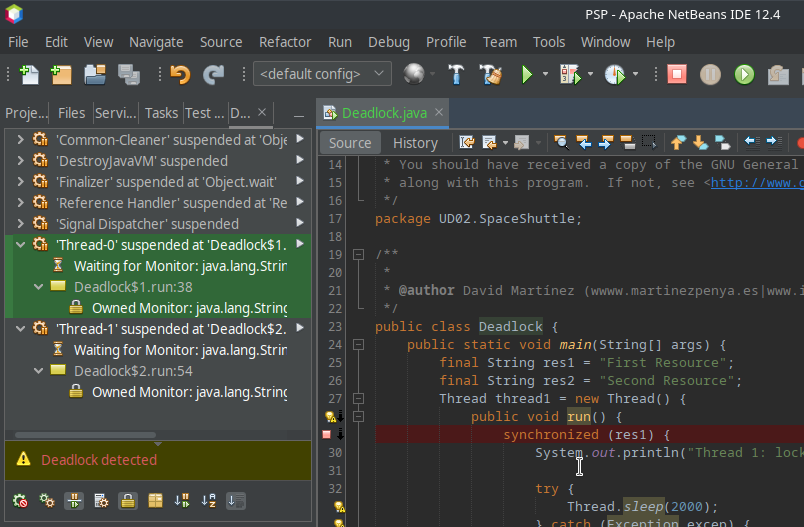 PSP - Apache NetBeans IDE 12.4
File Edit View Navigate Source Refactor Run Debug Profile Team Tools Window Help
<default config>
Proje... Files Servi... Tasks Test ... D...
Deadlock.java
Source History
'Common-Cleaner' suspended at 'Obje
'DestroyJavaVM' suspended
'Finalizer' suspended at 'Object.wait'
'Reference Handler' suspended at 'Re
'Signal Dispatcher' suspended
'Thread-0' suspended at 'Deadlock$1.
Waiting for Monitor: java.lang.Strin
Deadlock$1.run:38
Owned Monitor: java.lang.String
'Thread-1' suspended at 'Deadlock$2.
Waiting for Monitor: java.lang.Strin
Deadlock$2.run:54
Owned Monitor: java.lang.String
Deadlock detected
14 * You should have received a copy of the GNU General
15 * along with this program. If not, see <http://www.g
16 */
17 package UD02.SpaceShuttle;
18
19 /**
20 *
21 * @author David Martinez (wwww.martinezpenya.es|www.i
22 */
23 public class Deadlock {
24 public static void main(String[] args) {
25 final String res1 = "First Resource";
26 final String res2 = "Second Resource";
27 Thread thread1 = new Thread() {
public void run() {
synchronized (res1) {
30 System.out.println("Thread 1: lock
31
32 try {
Thread.sleep(2000);
} catch (Exception excep) {